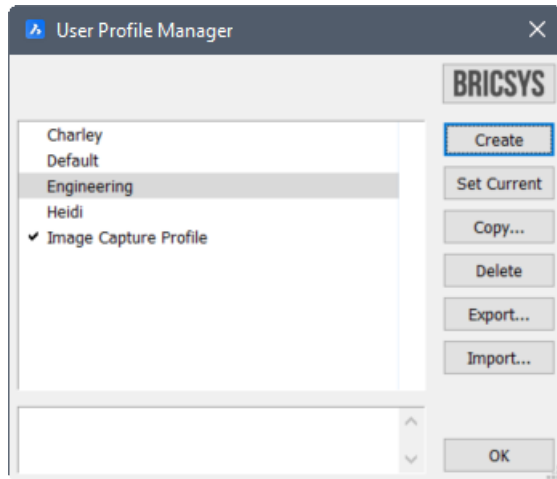 User Profile Manager
BRICSYS
Charley
Default
Engineering
Heidi
Image Capture Profile
Create
Set Current
Copy...
Delete
Export...
Import...
OK